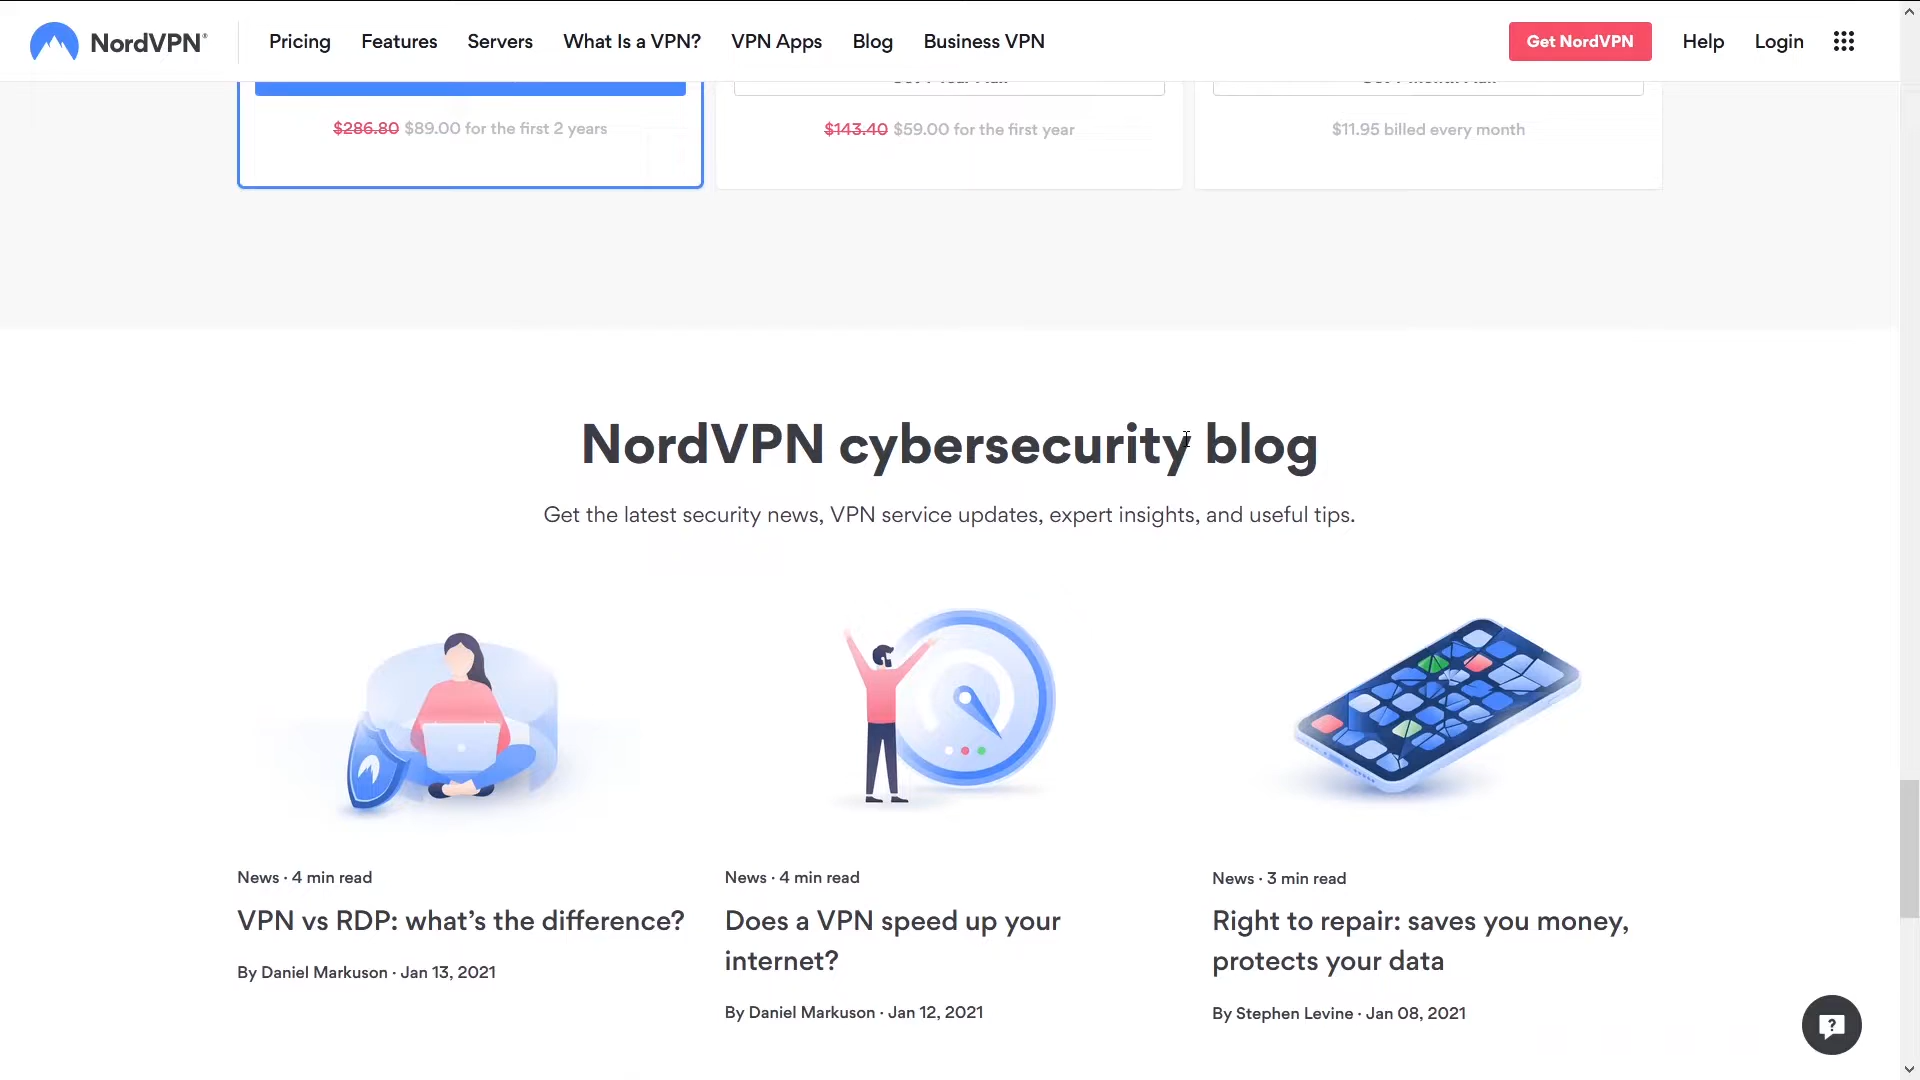 NordVPN®
Pricing
Features
Servers
What Is a VPN?
VPN Apps
Blog
Business VPN
Get NordVPN
Help
Login
$286.80 $89.00 for the first 2 years
$143.40 $59.00 for the first year
$11.95 billed every month
NordVPN cybersecurity blog
Get the latest security news, VPN service updates, expert insights, and useful tips.
News · 4 min read
VPN vs RDP: what’s the difference?
By Daniel Markuson · Jan 13, 2021
News · 4 min read
Does a VPN speed up your
internet?
By Daniel Markuson · Jan 12, 2021
News · 3 min read
Right to repair: saves you money,
protects your data
By Stephen Levine · Jan 08, 2021
?